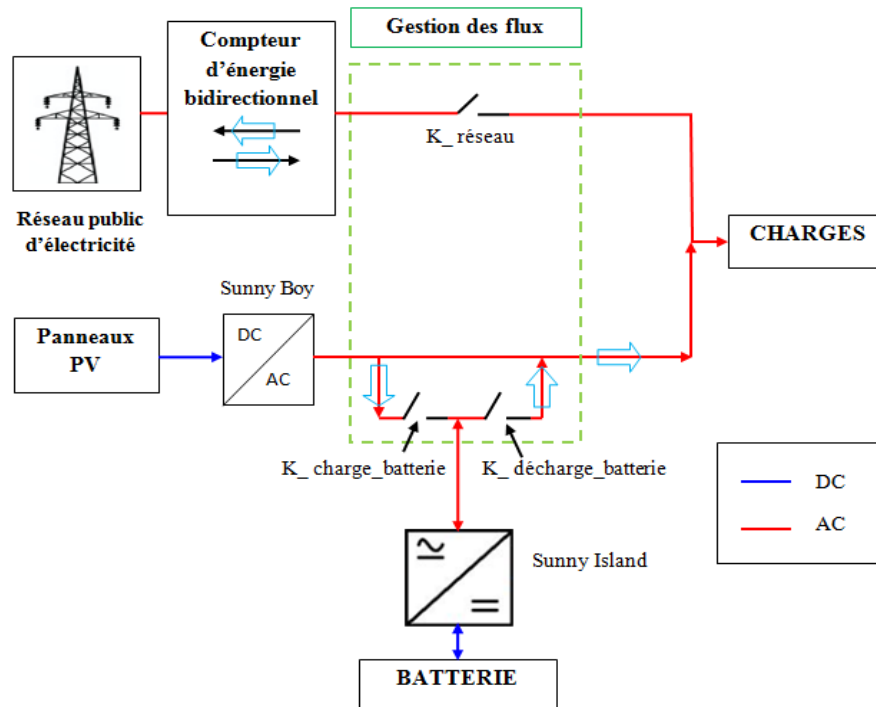 Gestion des flux
Compteur
d'énergie
bidirectionnel
K_ réseau
Réseau public
d'électricité
CHARGES
Sunny Boy
Panneaux
PV
DC
AC
K_ charge_batterie
K_ décharge_batterie
DC
AC
Sunny Island
BATTERIE